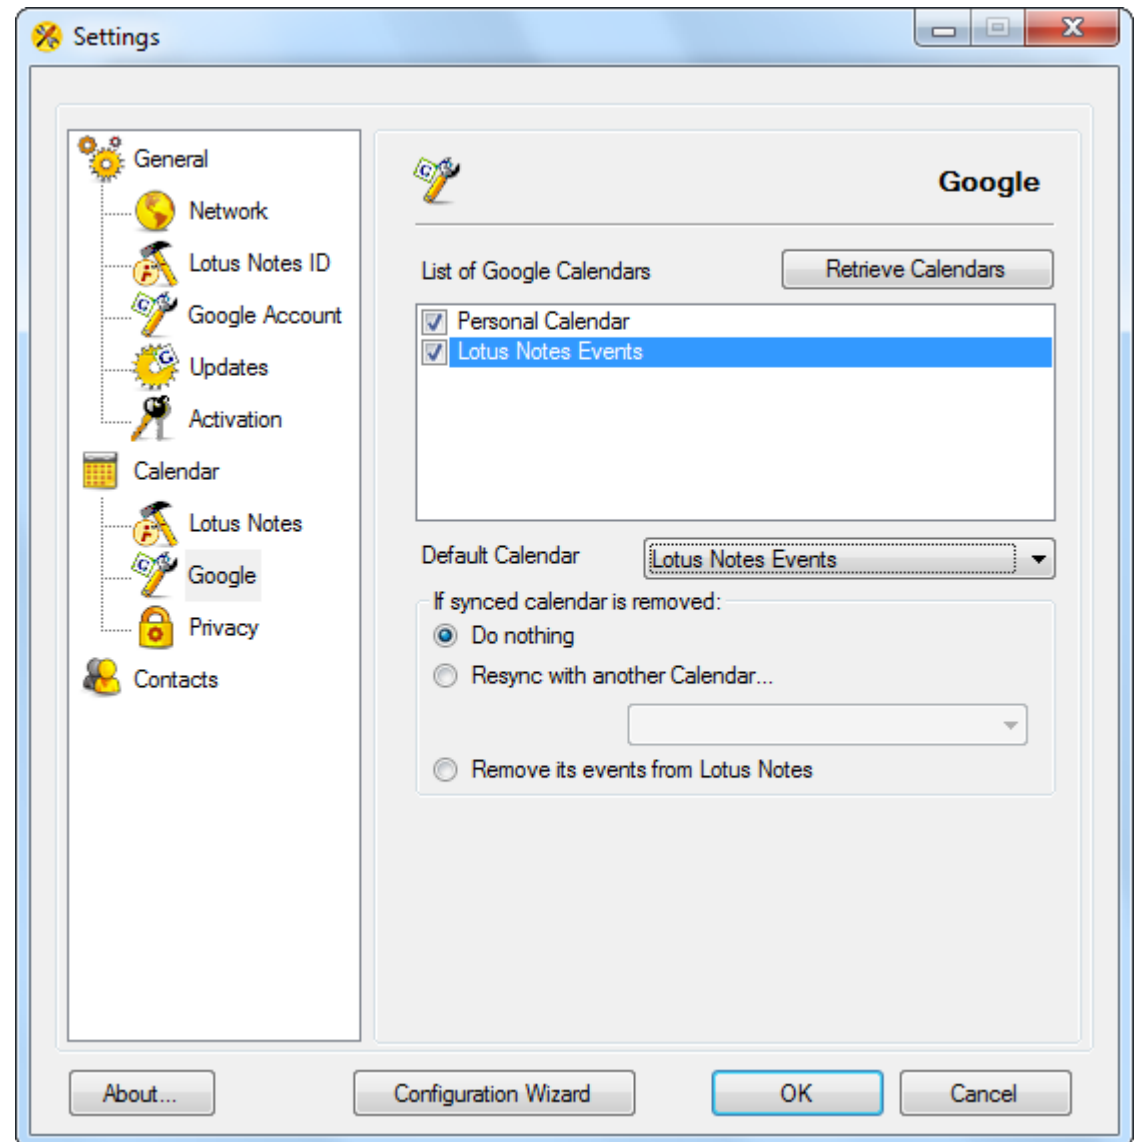 Settings
General
Network
Lotus Notes ID
Google Account
Updates
Activation
Calendar
Lotus Notes
Google
Privacy
Contacts
Google
List of Google Calendars
Retrieve Calendars
Personal Calendar
Lotus Notes Events
Default Calendar
Lotus Notes Events
If synced calendar is removed:
Do nothing
Resync with another Calendar...
Remove its events from Lotus Notes
About...
Configuration Wizard
OK
Cancel